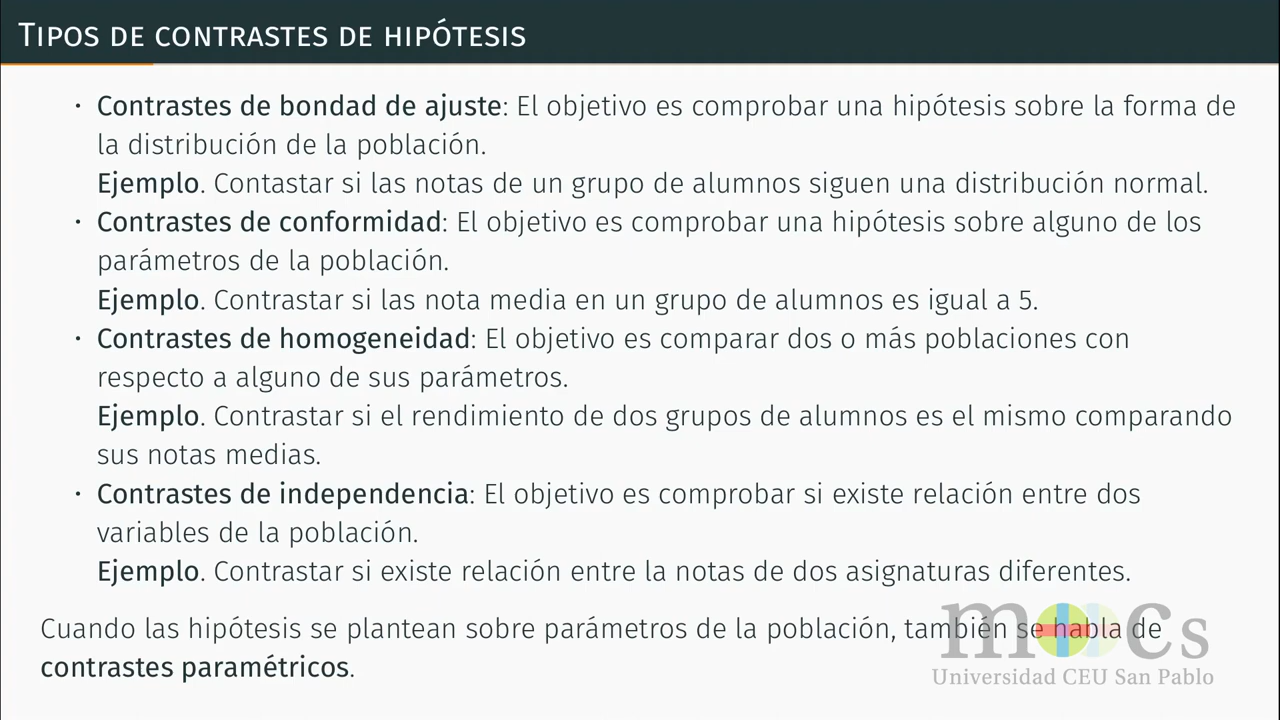 TIPOS DE CONTRASTES DE HIPÓTESIS
· Contrastes de bondad de ajuste: El objetivo es comprobar una hipótesis sobre la forma de
la distribución de la población.
Ejemplo. Contastar si las notas de un grupo de alumnos siguen una distribución normal.
· Contrastes de conformidad: El objetivo es comprobar una hipótesis sobre alguno de los
parámetros de la población.
Ejemplo. Contrastar si las nota media en un grupo de alumnos es igual a 5.
· Contrastes de homogeneidad: El objetivo es comparar dos o más poblaciones con
respecto a alguno de sus parámetros.
Ejemplo. Contrastar si el rendimiento de dos grupos de alumnos es el mismo comparando
sus notas medias.
· Contrastes de independencia: El objetivo es comprobar si existe relación entre dos
variables de la población.
Ejemplo. Contrastar si existe relación entre la notas de dos asignaturas diferentes.
Cuando las hipótesis se plantean sobre parámetros de la población, también se habla de
contrastes paramétricos.
moocs
Universidad CEU San Pablo